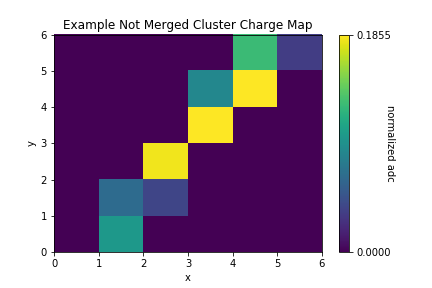 Example Not Merged Cluster Charge Map
6
5
4
3
2
1
0
y
0 1 2 3 4 5 6
x
0.1855
0.0000
normalized adc